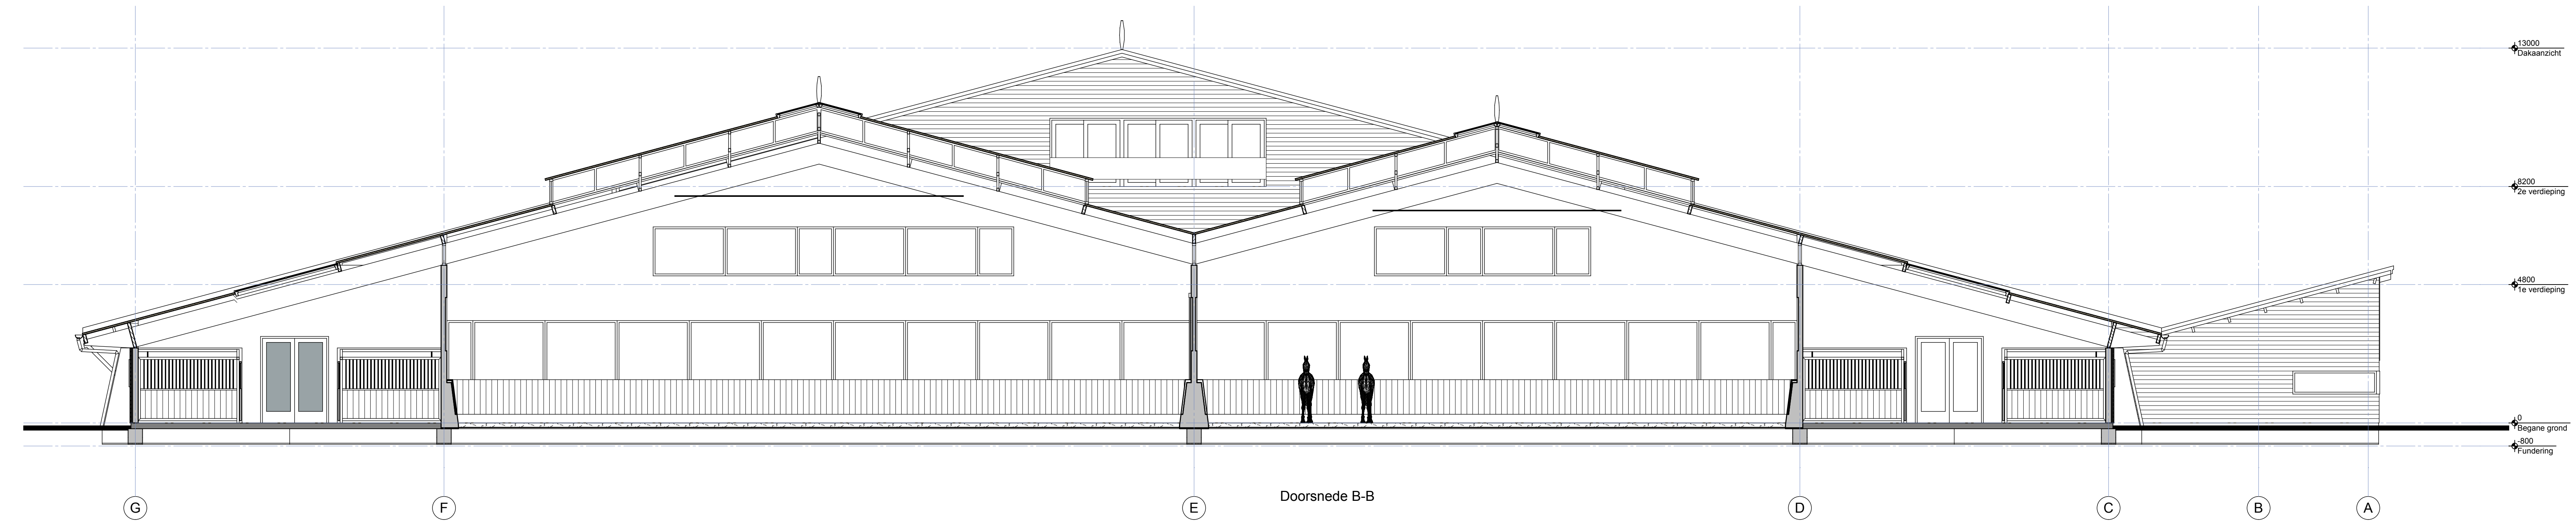 13000
Dakaanzicht
8200
2e verdieping
4800
1e verdieping
0
Begane grond
-800
Fundering
Doorsnede B-B
G F E D C B A